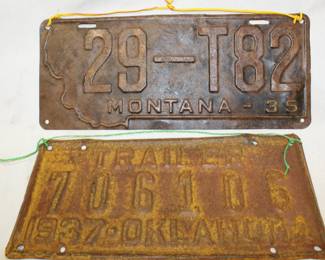 29-T82
MONTANA-35
TRAILER
706106
1937·OKLAHOMA